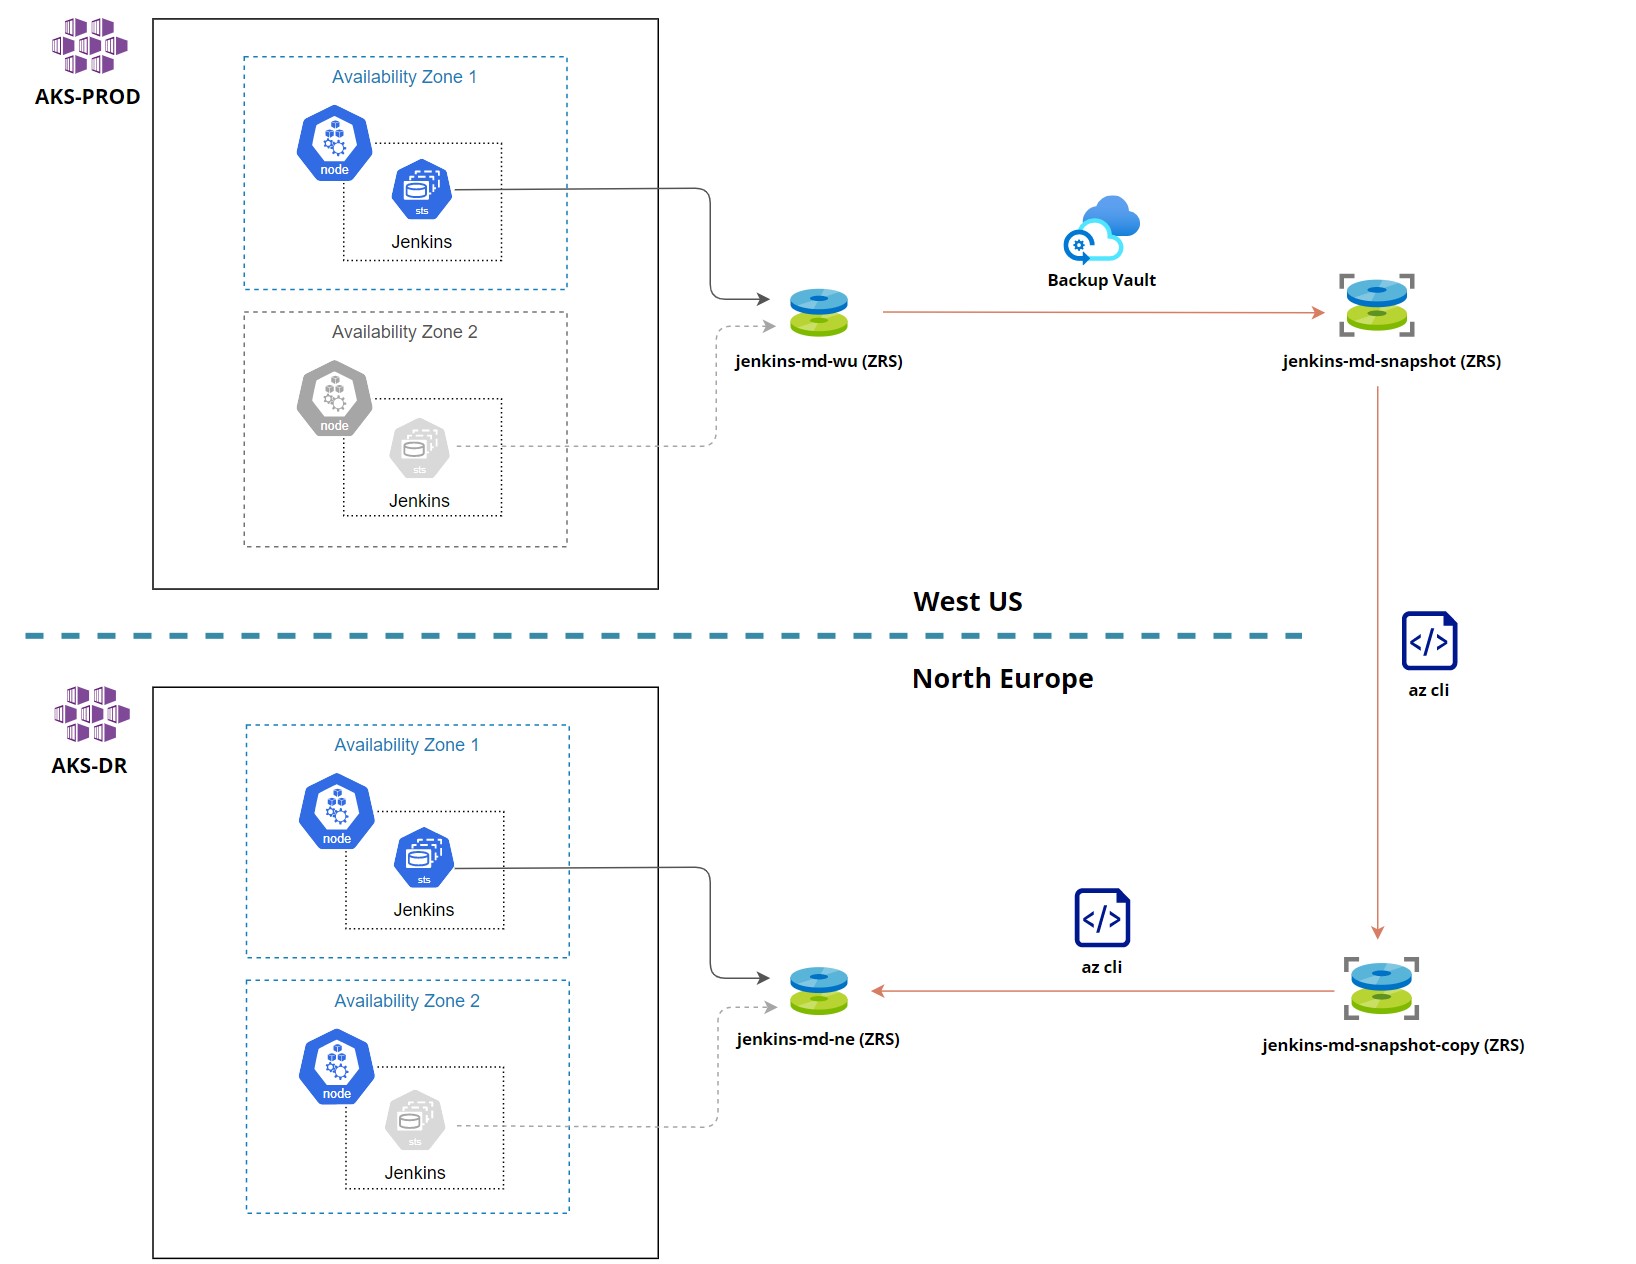 AKS-PROD
Availability Zone 1
node
sts
Jenkins
Availability Zone 2
node
sts
Jenkins
jenkins-md-wu (ZRS)
Backup Vault
jenkins-md-snapshot (ZRS)
West US
North Europe
az cli
AKS-DR
Availability Zone 1
node
sts
Jenkins
Availability Zone 2
node
sts
Jenkins
jenkins-md-ne (ZRS)
az cli
jenkins-md-snapshot-copy (ZRS)